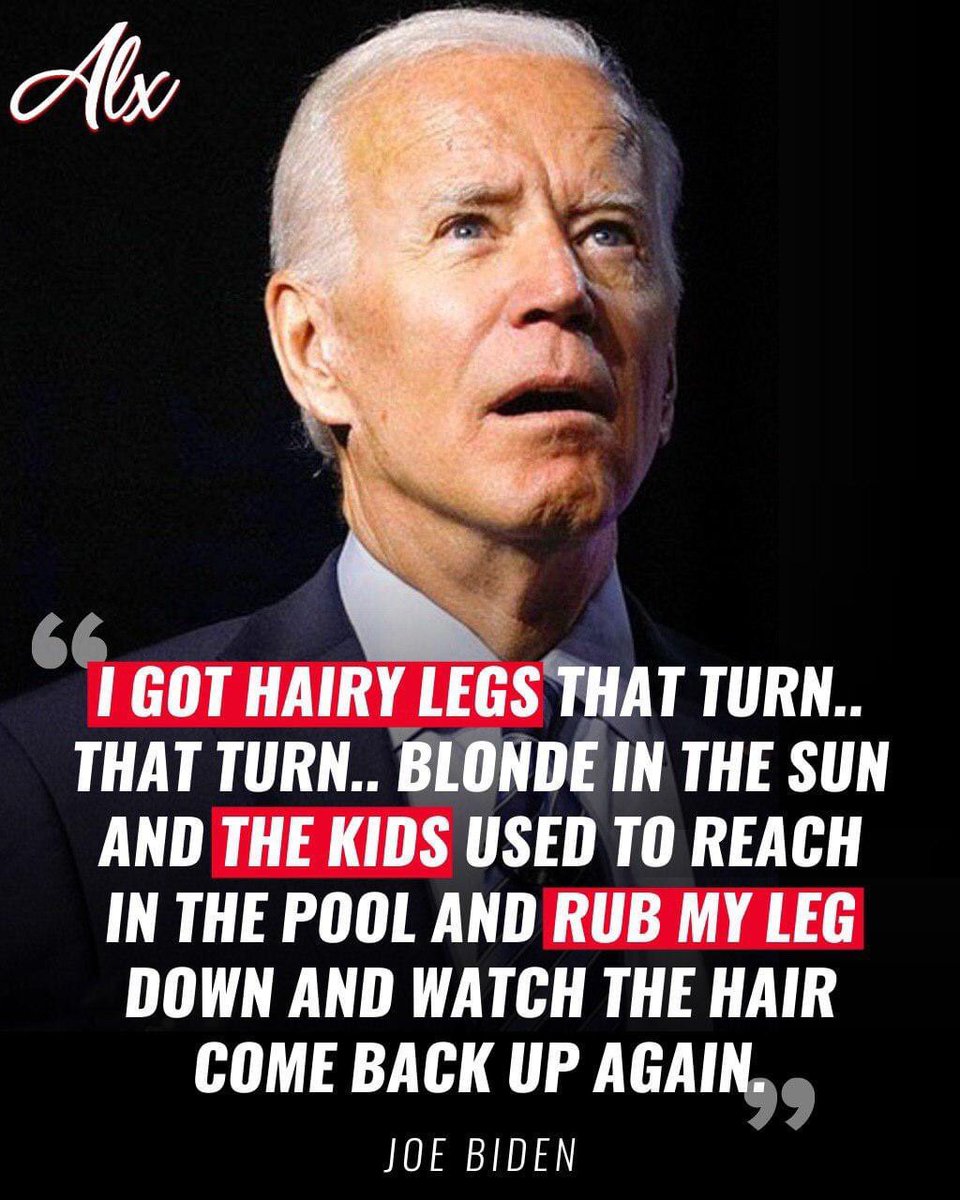 Alx
“I GOT HAIRY LEGS THAT TURN..
THAT TURN.. BLONDE IN THE SUN
AND THE KIDS USED TO REACH
IN THE POOL AND RUB MY LEG
DOWN AND WATCH THE HAIR
COME BACK UP AGAIN.”
JOE BIDEN